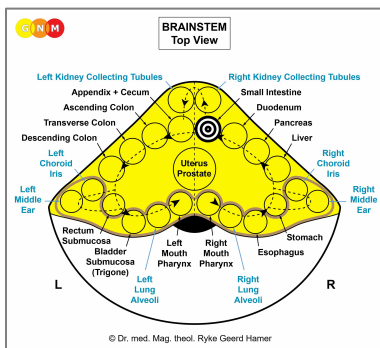 GNM
BRAINSTEM
Top View
Left Kidney Collecting Tubules
Right Kidney Collecting Tubules
Appendix + Cecum
Small Intestine
Ascending Colon
Duodenum
Transverse Colon
Pancreas
Descending Colon
Liver
Left
Choroid
Iris
Right
Choroid
Iris
Uterus
Prostate
Left
Middle
Ear
Right
Middle
Ear
Rectum
Submucosa
Bladder
Submucosa
(Trigone)
Left
Lung
Alveoli
Left
Mouth
Pharynx
Right
Mouth
Pharynx
Right
Lung
Alveoli
Esophagus
Stomach
L
R
© Dr. med. Mag. theol. Ryke Geerd Hamer